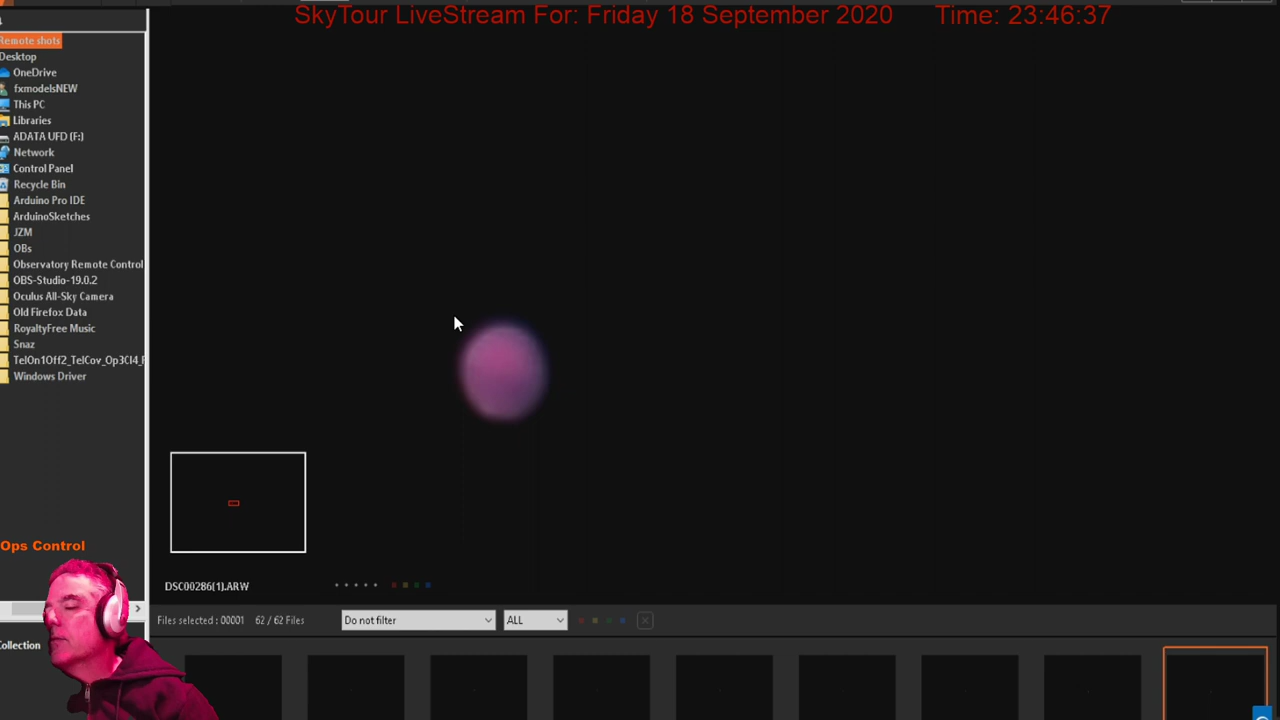 SkyTour LiveStream For: Friday 18 September 2020 Time: 23:46:37
Remote shots
Desktop
OneDrive
fxmodelsNEW
This PC
Libraries
ADATA UFD (F:)
Network
Control Panel
Recycle Bin
Arduino Pro IDE
ArduinoSketches
JZM
OBs
Observatory Remote Control
OBS-Studio-19.0.2
Oculus All-Sky Camera
Old Firefox Data
RoyaltyFree Music
Snaz
TelOn1Off2_TelCov_Op3Cl4_
Windows Driver
Ops Control
DSC00286(1).ARW
Files selected : 00001 62 / 62 Files Do not filter ALL
Collection